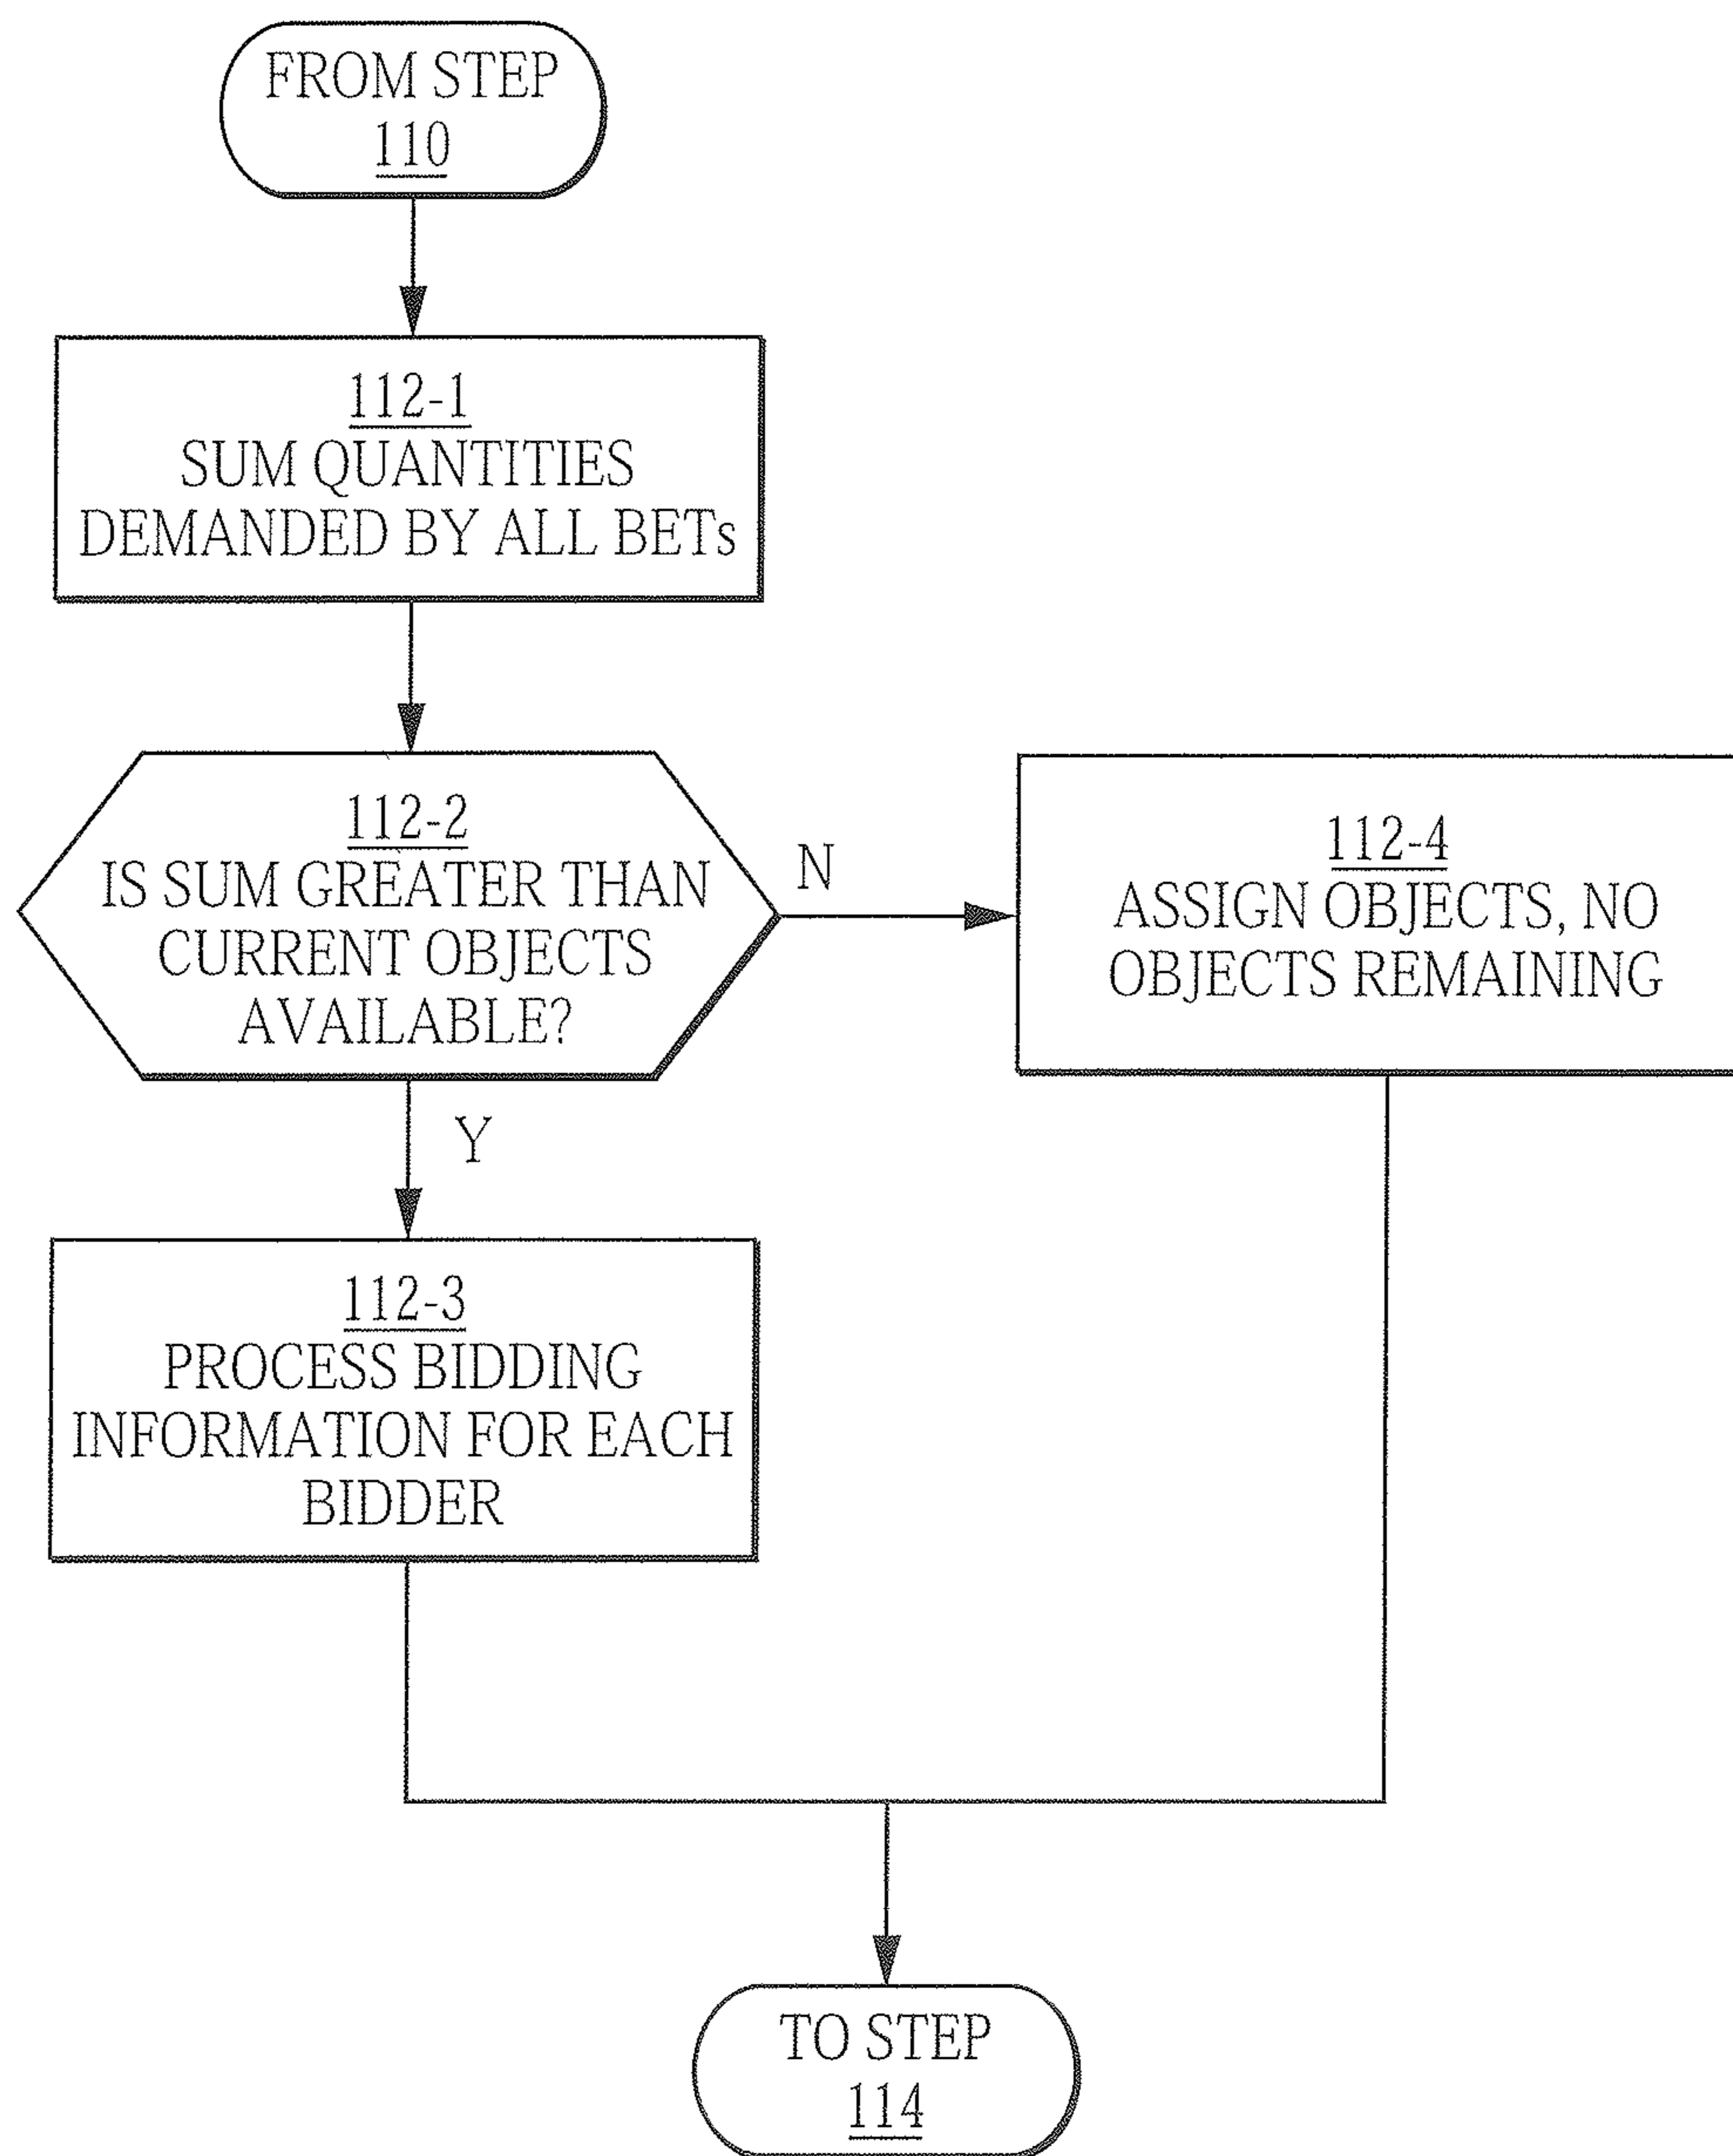 FROM STEP
110
112-1
SUM QUANTITIES
DEMANDED BY ALL BETs
112-2
IS SUM GREATER THAN
CURRENT OBJECTS
AVAILABLE?
N
112-4
ASSIGN OBJECTS, NO
OBJECTS REMAINING
Y
112-3
PROCESS BIDDING
INFORMATION FOR EACH
BIDDER
TO STEP
114